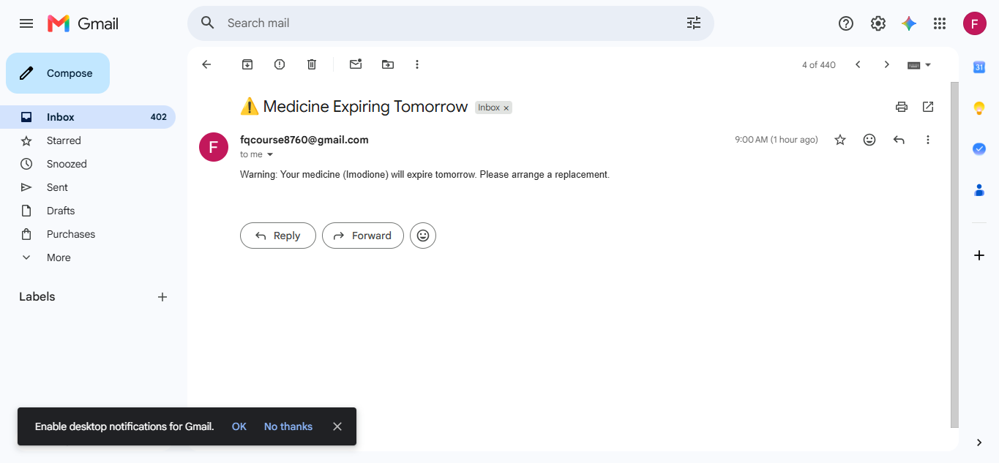 Gmail
Search mail
F
Compose
4 of 440
31
⚠️ Medicine Expiring Tomorrow Inbox ×
Inbox 402
F
fqcourse8760@gmail.com 9:00 AM (1 hour ago)
Starred
to me
Snoozed
Warning: Your medicine (Imodione) will expire tomorrow. Please arrange a replacement.
Sent
Drafts
Purchases
Reply Forward
More
Labels
Enable desktop notifications for Gmail. OK No thanks